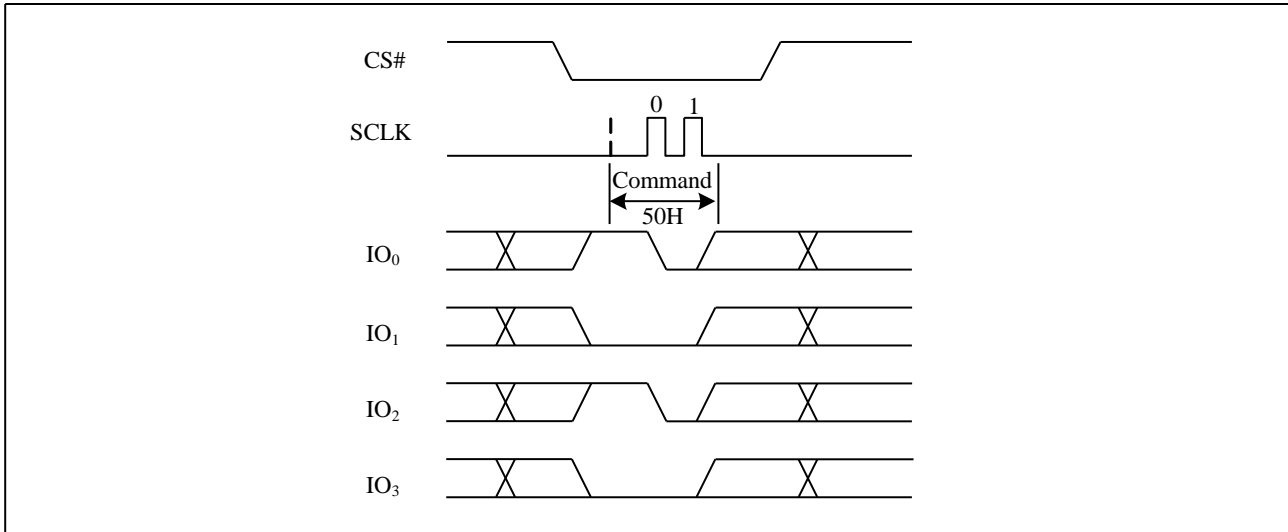 CS#
0 1
SCLK
Command
50H
IO₀
IO₁
IO₂
IO₃